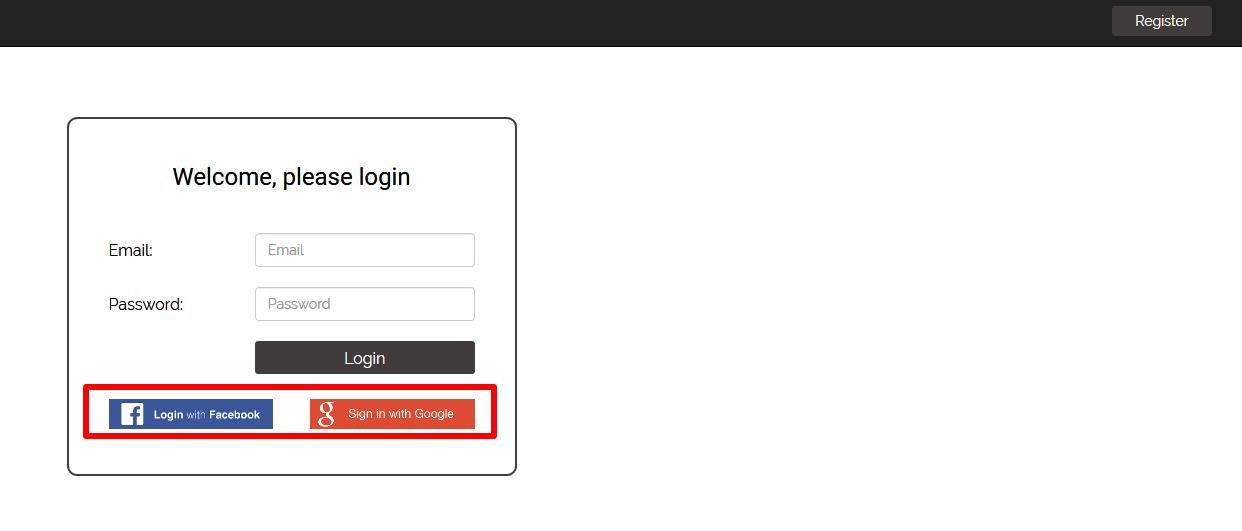 Register
Welcome, please login
Email:
Email
Password:
Password
Login
Login with Facebook
Sign in with Google